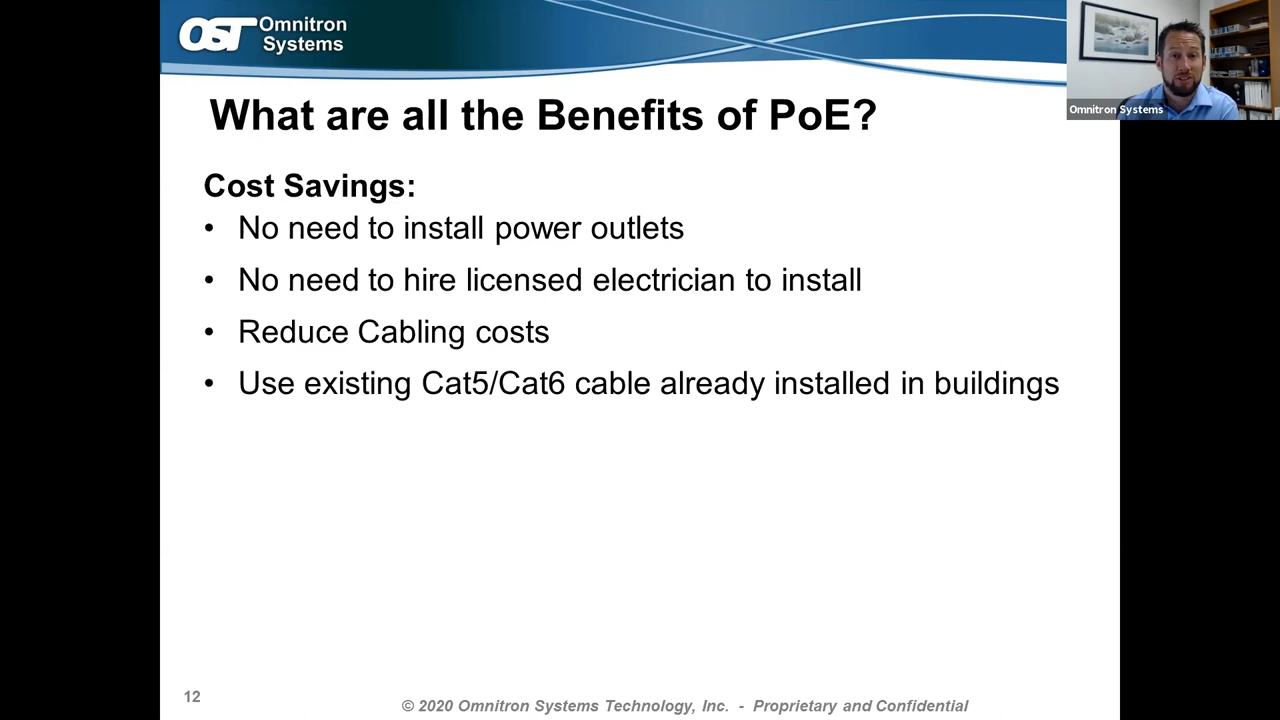 OST Omnitron
Systems
Omnitron Systems
What are all the Benefits of PoE?
Cost Savings:
• No need to install power outlets
• No need to hire licensed electrician to install
• Reduce Cabling costs
• Use existing Cat5/Cat6 cable already installed in buildings
12
© 2020 Omnitron Systems Technology, Inc. - Proprietary and Confidential